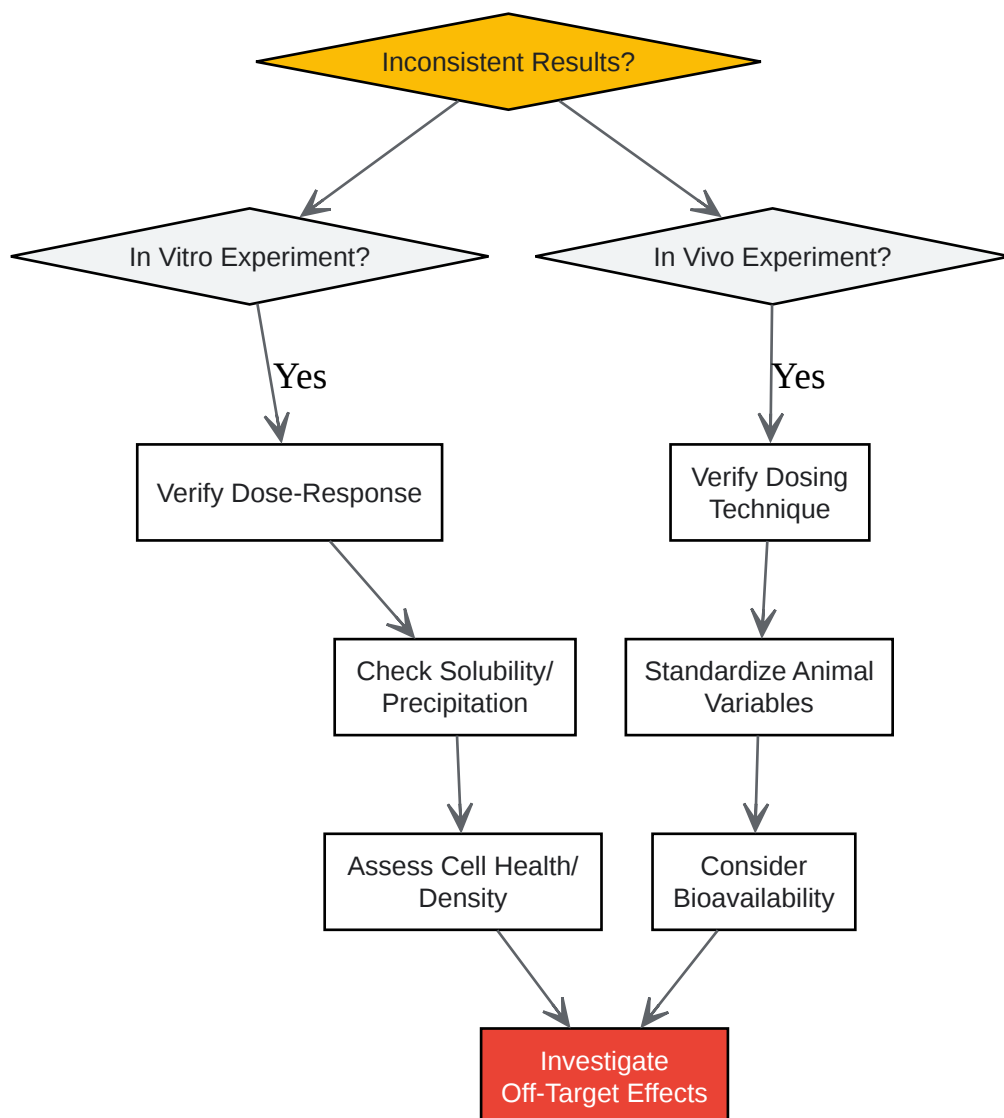 Inconsistent Results?
In Vitro Experiment?
In Vivo Experiment?
Yes
Yes
Verify Dose-Response
Verify Dosing
Technique
Check Solubility/
Precipitation
Standardize Animal
Variables
Assess Cell Health/
Density
Consider
Bioavailability
Investigate
Off-Target Effects